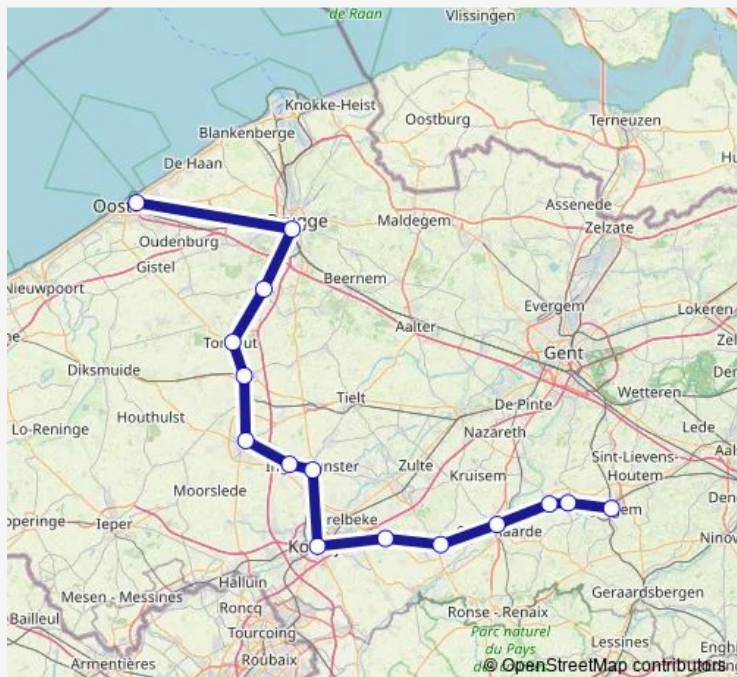 de Raan
Vlissingen
Knokke-Heist
Oostburg
Terneuzen
Blankenberge
De Haan
Assenede
Maldegem
Zelzate
Oudenburg
Gistel
Beernem
Nieuwpoort
Evergem
Lokeren
Aalter
Gent
Diksmuide
Wetteren
Tielt
De Pinte
Houthulst
Lo-Reninge
Nazareth
Lede
Sint-Lievens-
Houtem
Zulte
Kruisem
Moorslede
Ieper
Halluin
Mesen - Messines
Roncq
Geraardsbergen
Bailleul
Tourcoing
Ronse - Renaix
Lessines
Parc naturel
du Pays
Armentières
Roubaix
© OpenStreetMap contributors